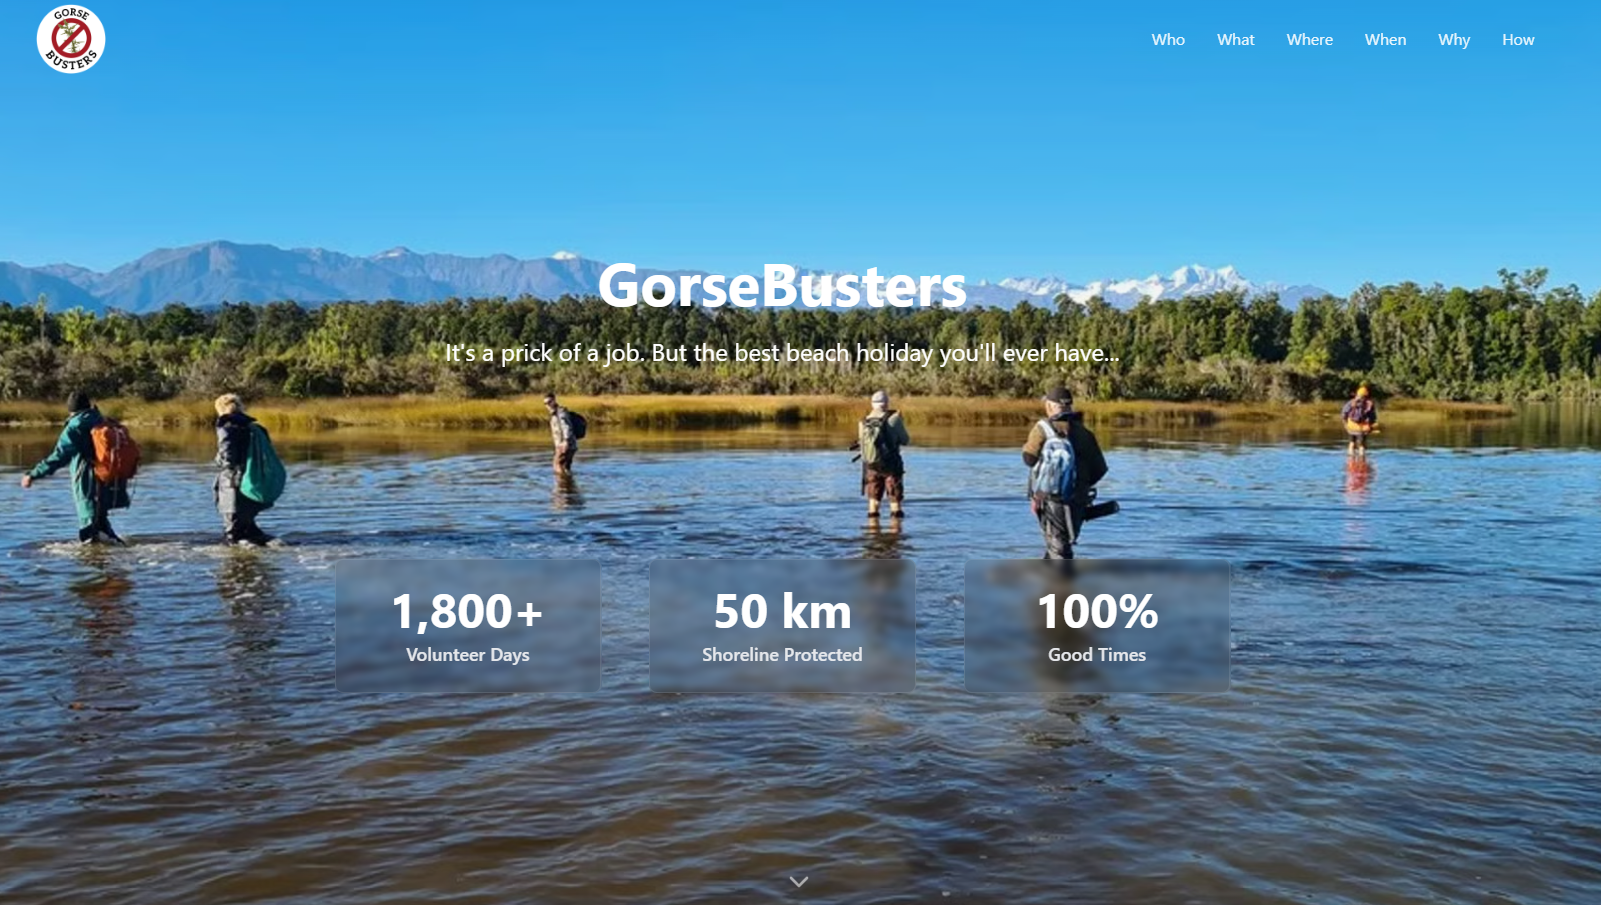 GORSE
BUSTERS
Who
What
Where
When
Why
How
GorseBusters
It's a prick of a job. But the best beach holiday you'll ever have...
1,800+
Volunteer Days
50 km
Shoreline Protected
100%
Good Times